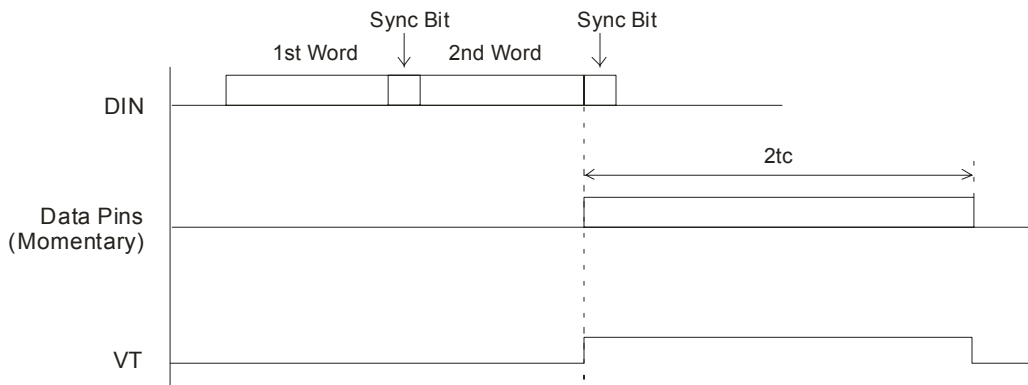 Sync Bit
Sync Bit
1st Word
2nd Word
DIN
2tc
Data Pins
(Momentary)
VT